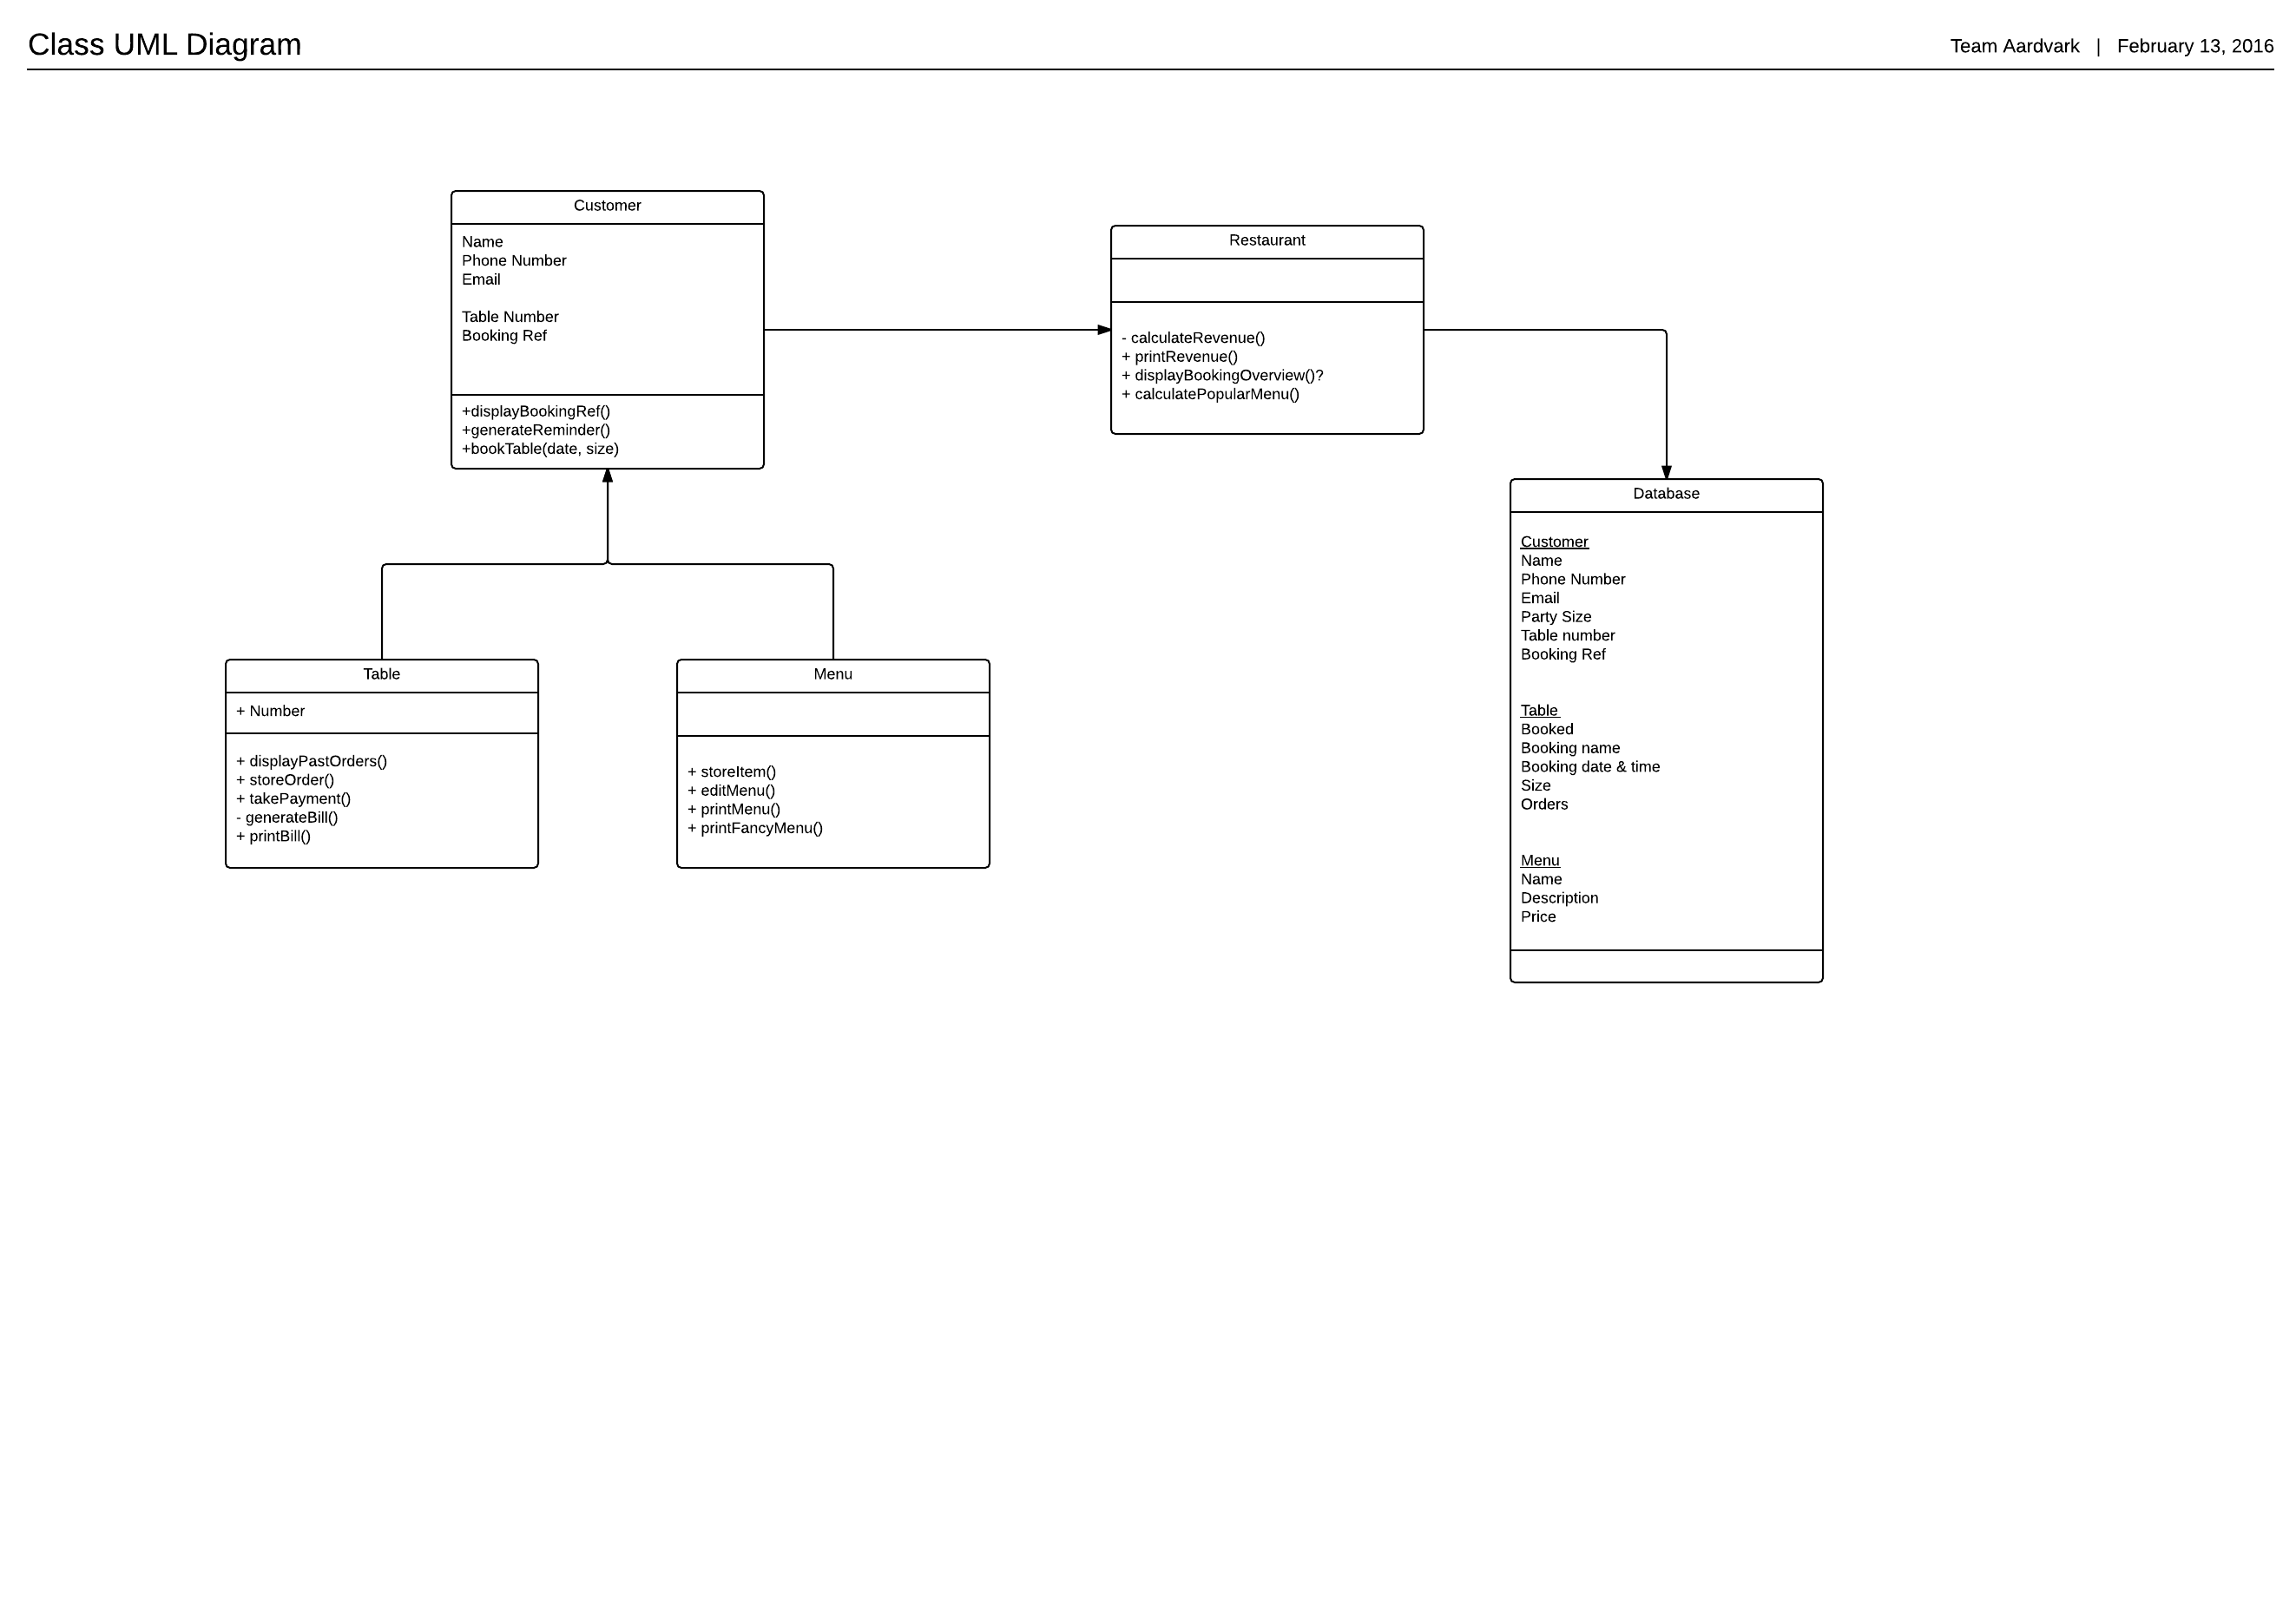 Class UML Diagram
Team Aardvark | February 13, 2016
Customer
Name
Phone Number
Email
Table Number
Booking Ref
+displayBookingRef()
+generateReminder()
+bookTable(date, size)
Restaurant
- calculateRevenue()
+ printRevenue()
+ displayBookingOverview()?
+ calculatePopularMenu()
Database
Customer
Name
Phone Number
Email
Party Size
Table number
Booking Ref
Table
Booked
Booking name
Booking date & time
Size
Orders
Menu
Name
Description
Price
Table
+ Number
+ displayPastOrders()
+ storeOrder()
+ takePayment()
- generateBill()
+ printBill()
Menu
+ storeItem()
+ editMenu()
+ printMenu()
+ printFancyMenu()